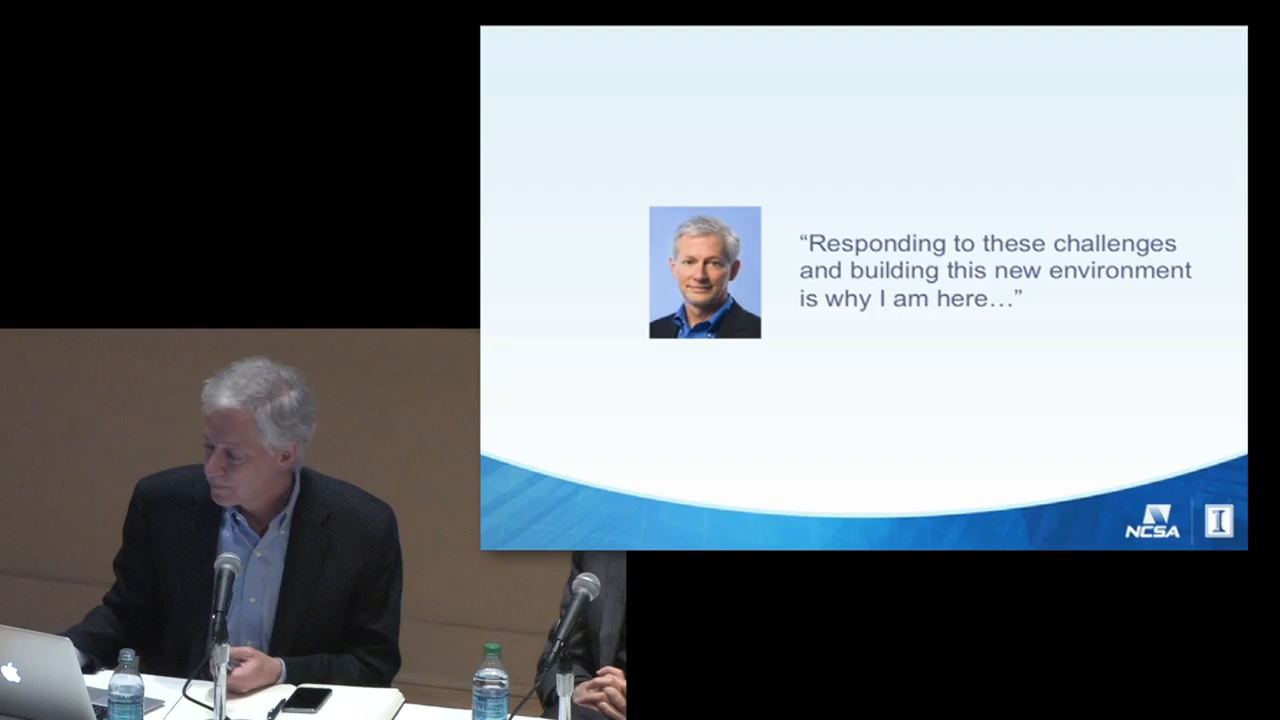 “Responding to these challenges
and building this new environment
is why I am here…”
NCSA
I